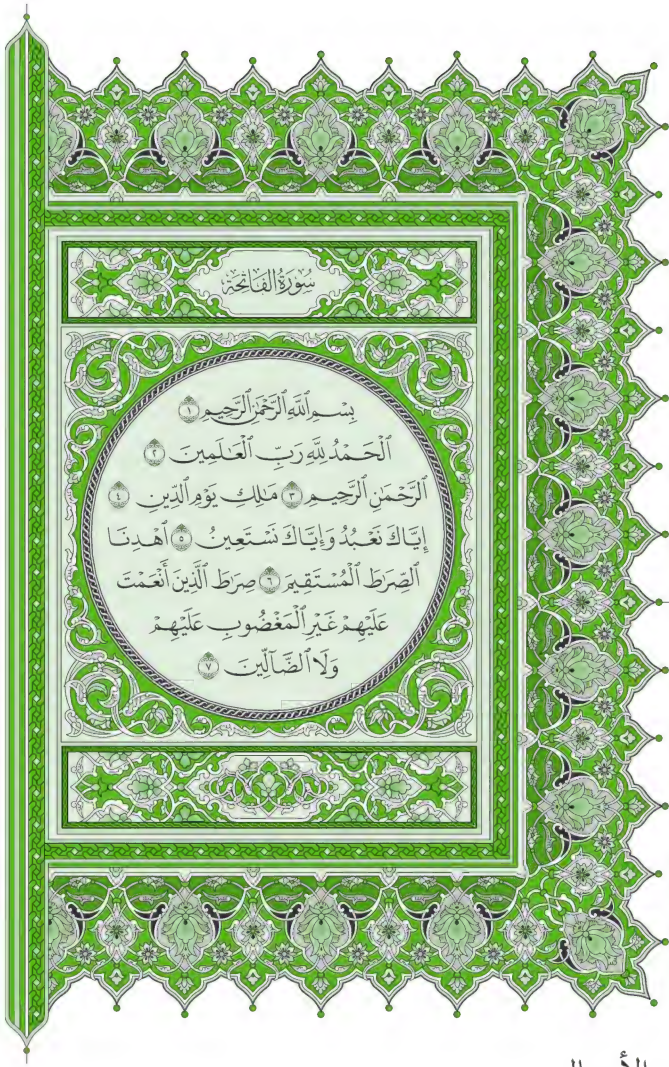 سُورَةُ الفَاتِحَةِ
بِسْمِ ٱللَّهِ ٱلرَّحْمَٰنِ ٱلرَّحِيمِ ۝١
ٱلْحَمْدُ لِلَّهِ رَبِّ ٱلْعَٰلَمِينَ ۝٢
ٱلرَّحْمَٰنِ ٱلرَّحِيمِ ۝٣ مَٰلِكِ يَوْمِ ٱلدِّينِ ۝٤
إِيَّاكَ نَعْبُدُ وَإِيَّاكَ نَسْتَعِينُ ۝٥ ٱهْدِنَا
ٱلصِّرَٰطَ ٱلْمُسْتَقِيمَ ۝٦ صِرَٰطَ ٱلَّذِينَ أَنْعَمْتَ
عَلَيْهِمْ غَيْرِ ٱلْمَغْضُوبِ عَلَيْهِمْ
وَلَا ٱلضَّآلِّينَ ۝٧